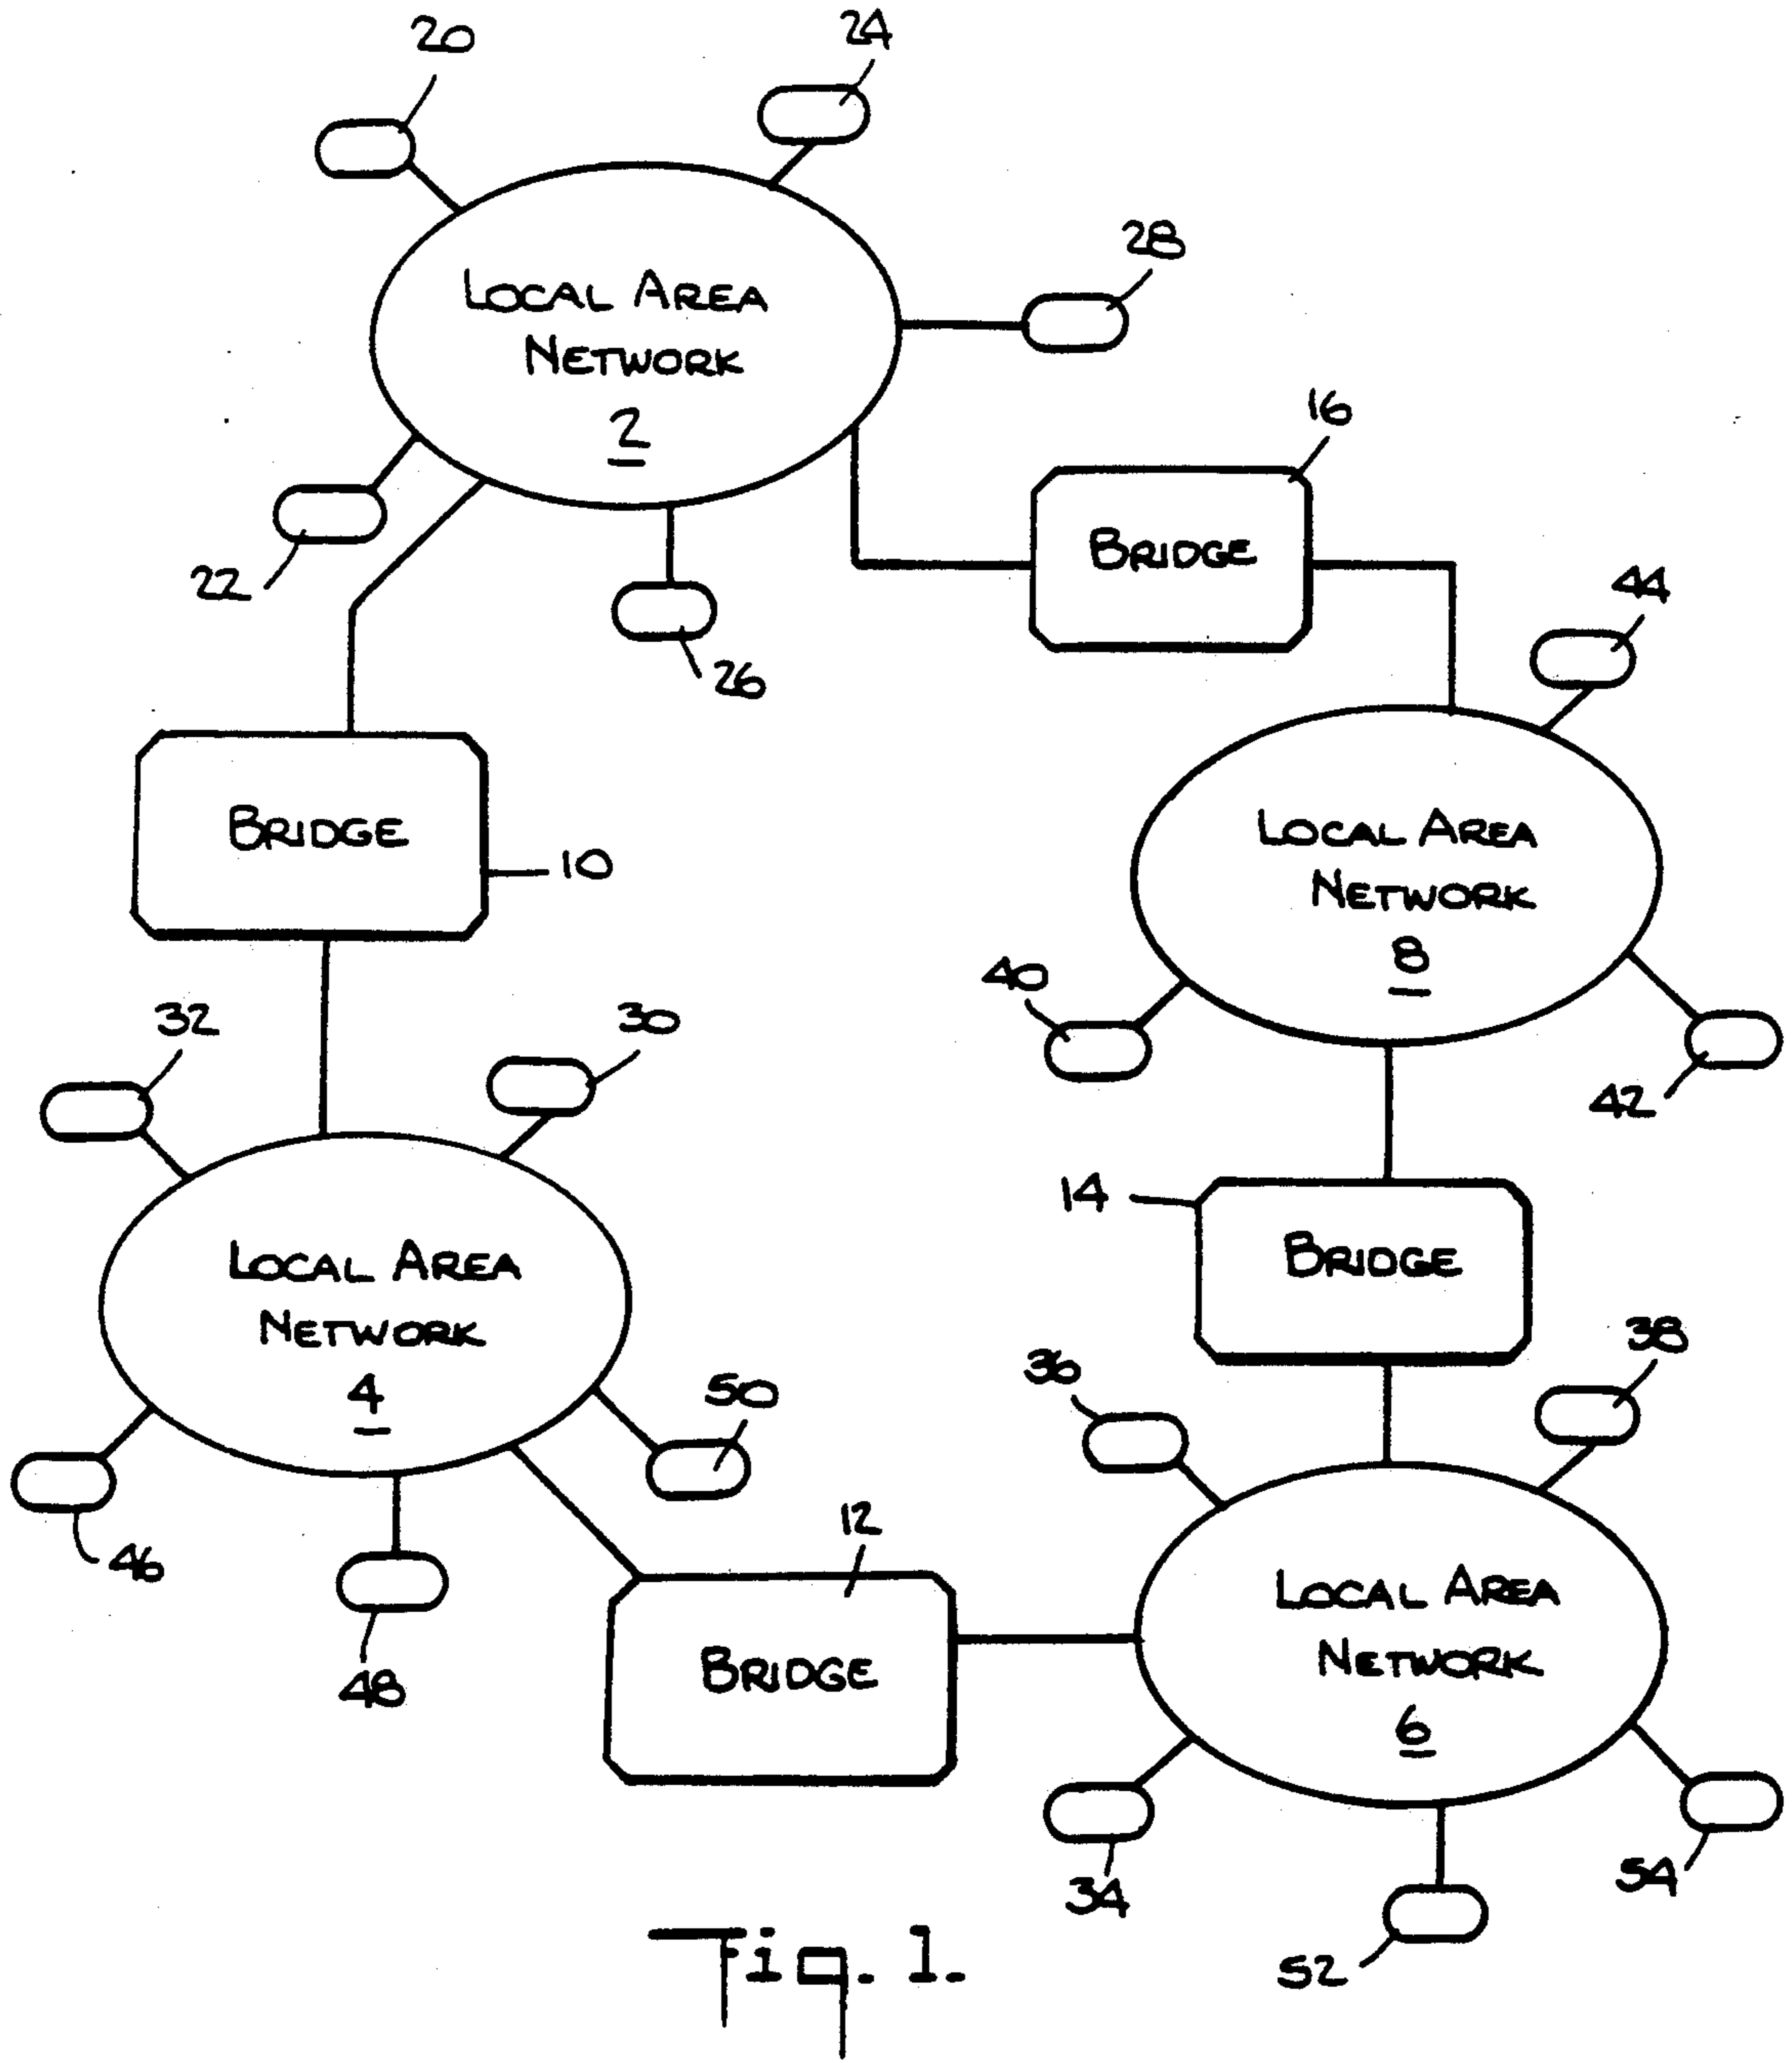 20
24
28
LOCAL AREA
NETWORK
2
16
22
BRIDGE
44
26
BRIDGE
10
LOCAL AREA
NETWORK
8
40
32
30
42
14
BRIDGE
LOCAL AREA
NETWORK
4
36
38
50
12
46
LOCAL AREA
NETWORK
6
48
BRIDGE
34
54
52
Fig. 1.